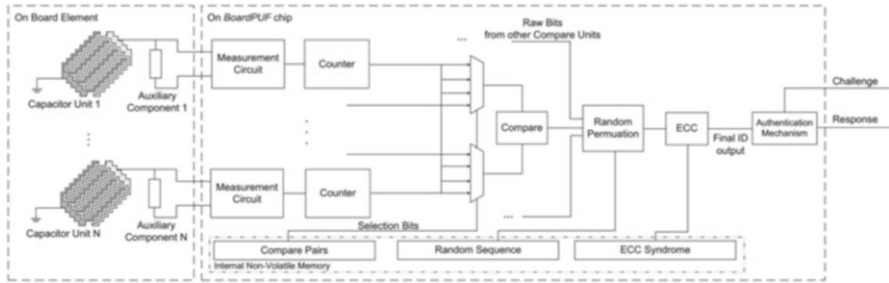 On Board Element
On BoardPUF chip
Raw Bits
from other Compare Units
...
Capacitor Unit 1
Auxiliary
Component 1
Measurement
Circuit
Counter
Compare
Random
Permuation
ECC
Final ID
output
Authentication
Mechanism
Challenge
Response
Capacitor Unit N
Auxiliary
Component N
Measurement
Circuit
Counter
Selection Bits
...
Compare Pairs
Random Sequence
ECC Syndrome
Internal Non-Volatile Memory